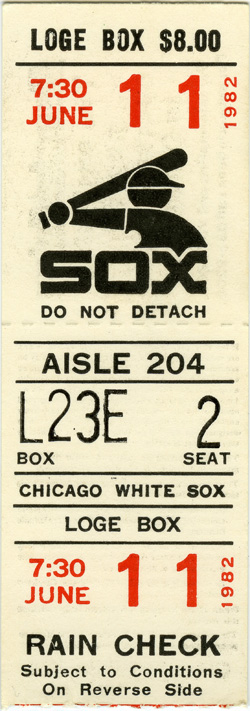 LOGE BOX $8.00
7:30 JUNE 11 1982
SOX
DO NOT DETACH
AISLE 204
L23E 2
BOX SEAT
CHICAGO WHITE SOX
LOGE BOX
7:30 JUNE 11 1982
RAIN CHECK
Subject to Conditions
On Reverse Side